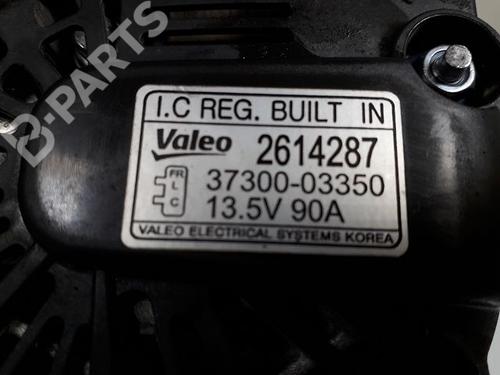 B-PARTS
I.C REG. BUILT IN
Valeo 2614287
FR
L
C
37300-03350
13.5V 90A
VALEO ELECTRICAL SYSTEMS KOREA